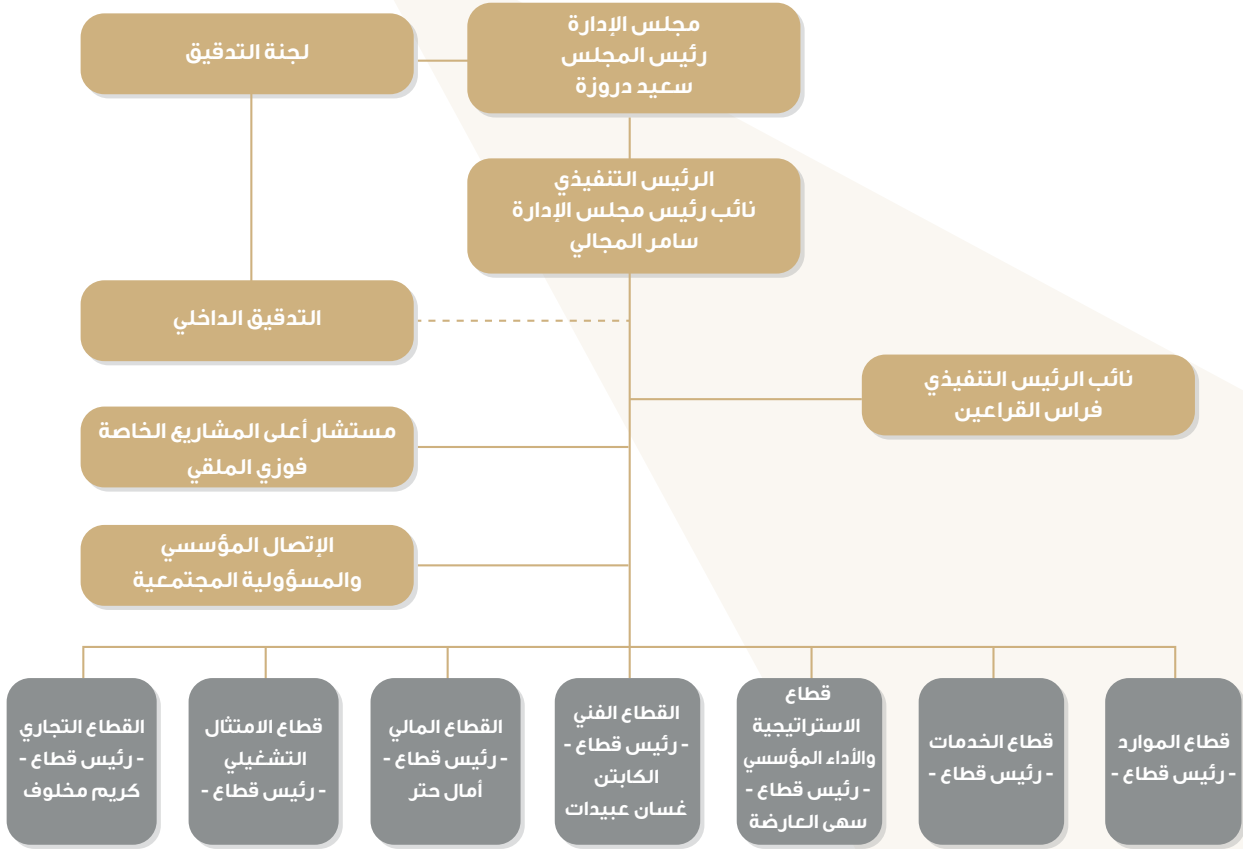 مجلس الإدارة
رئيس المجلس
سعيد دروزة
لجنة التدقيق
الرئيس التنفيذي
نائب رئيس مجلس الإدارة
سامر المجالي
التدقيق الداخلي
نائب الرئيس التنفيذي
فراس القراعين
مستشار أعلى المشاريع الخاصة
فوزي الملقي
الإتصال المؤسسي
والمسؤولية المجتمعية
قطاع الموارد
- رئيس قطاع -
قطاع الخدمات
- رئيس قطاع -
قطاع
الاستراتيجية
والأداء المؤسسي
- رئيس قطاع -
سهى العارضة
القطاع الفني
- رئيس قطاع -
الكابتن
غسان عبيدات
القطاع المالي
- رئيس قطاع -
أمال حتر
قطاع الامتثال
التشغيلي
- رئيس قطاع -
القطاع التجاري
- رئيس قطاع -
كريم مخلوف